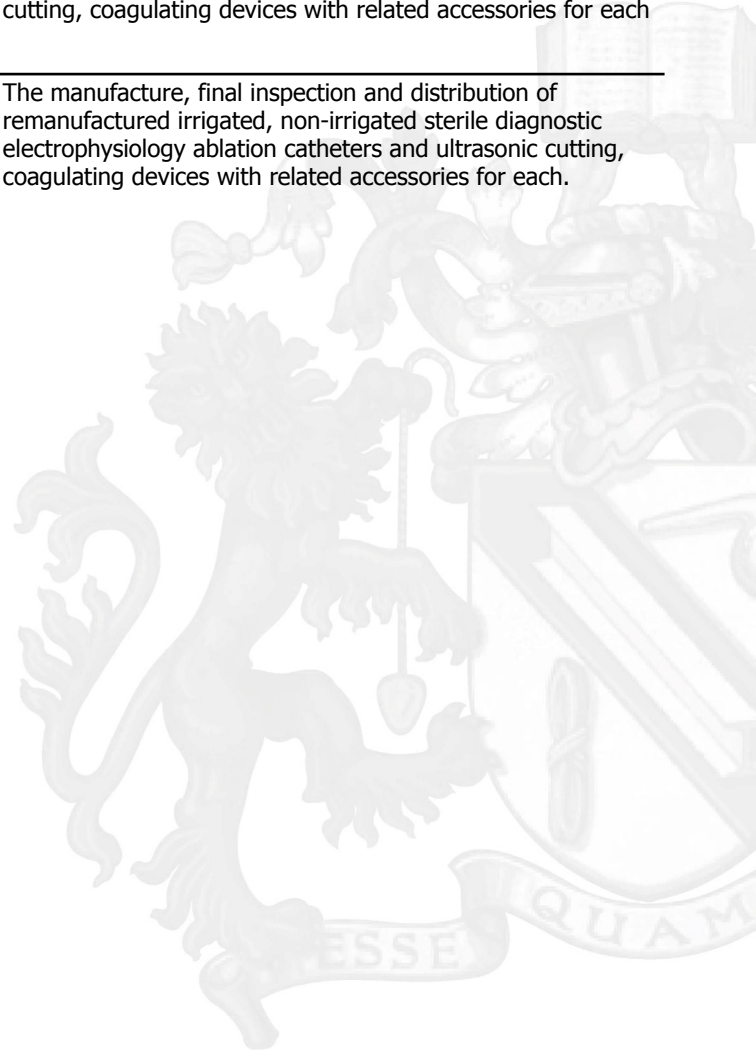 cutting, coagulating devices with related accessories for each
The manufacture, final inspection and distribution of
remanufactured irrigated, non-irrigated sterile diagnostic
electrophysiology ablation catheters and ultrasonic cutting,
coagulating devices with related accessories for each.
ESSE QUAM